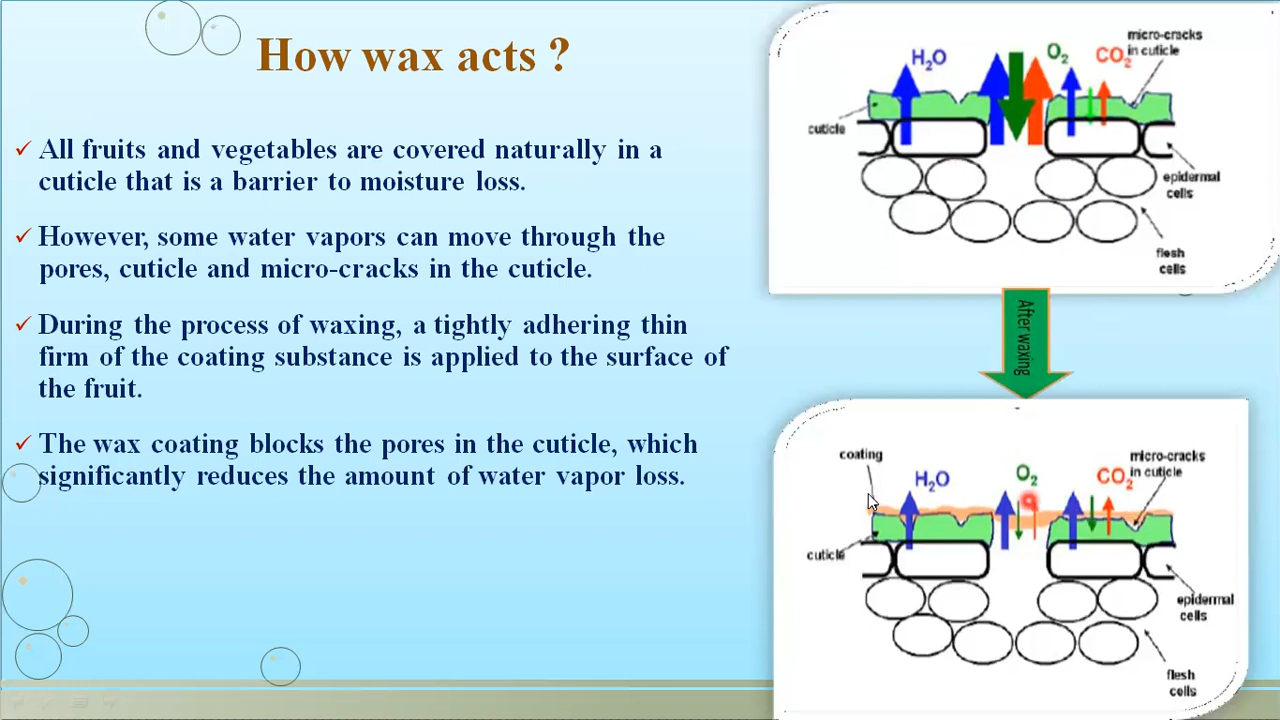 How wax acts ?
✓ All fruits and vegetables are covered naturally in a
cuticle that is a barrier to moisture loss.
✓ However, some water vapors can move through the
pores, cuticle and micro-cracks in the cuticle.
✓ During the process of waxing, a tightly adhering thin
firm of the coating substance is applied to the surface of
the fruit.
✓ The wax coating blocks the pores in the cuticle, which
significantly reduces the amount of water vapor loss.
H₂O
O₂
CO₂
micro-cracks
in cuticle
cuticle
epidermal
cells
flesh
cells
After waxing
coating
H₂O
O₂
CO₂
micro-cracks
in cuticle
cuticle
epidermal
cells
flesh
cells